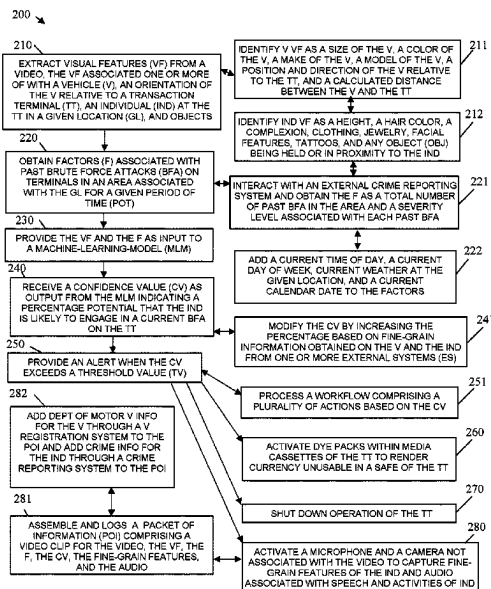 200
210
EXTRACT VISUAL FEATURES (VF) FROM A
VIDEO, THE VF ASSOCIATED ONE OR MORE
OF WITH A VEHICLE (V), AN ORIENTATION OF
THE V RELATIVE TO A TRANSACTION
TERMINAL (TT), AN INDIVIDUAL (IND) AT THE
TT IN A GIVEN LOCATION (GL), AND OBJECTS
211
IDENTIFY V VF AS A SIZE OF THE V, A COLOR OF
THE V, A MAKE OF THE V, A MODEL OF THE V, A
POSITION AND DIRECTION OF THE V RELATIVE
TO THE TT, AND A CALCULATED DISTANCE
BETWEEN THE V AND THE TT
212
IDENTIFY IND VF AS A HEIGHT, A HAIR COLOR, A
COMPLEXION, CLOTHING, JEWELRY, FACIAL
FEATURES, TATTOOS, AND ANY OBJECT (OBJ)
BEING HELD OR IN PROXIMITY TO THE IND
220
OBTAIN FACTORS (F) ASSOCIATED WITH
PAST BRUTE FORCE ATTACKS (BFA) ON
TERMINALS IN AN AREA ASSOCIATED
WITH THE GL FOR A GIVEN PERIOD OF
TIME (POT)
221
INTERACT WITH AN EXTERNAL CRIME REPORTING
SYSTEM AND OBTAIN THE F AS A TOTAL NUMBER
OF PAST BFA IN THE AREA AND A SEVERITY
LEVEL ASSOCIATED WITH EACH PAST BFA
222
ADD A CURRENT TIME OF DAY, A CURRENT
DAY OF WEEK, CURRENT WEATHER AT THE
GIVEN LOCATION, AND A CURRENT
CALENDAR DATE TO THE FACTORS
230
PROVIDE THE VF AND THE F AS INPUT TO
A MACHINE-LEARNING-MODEL (MLM)
240
RECEIVE A CONFIDENCE VALUE (CV) AS
OUTPUT FROM THE MLM INDICATING A
PERCENTAGE POTENTIAL THAT THE IND
IS LIKELY TO ENGAGE IN A CURRENT BFA
ON THE TT
241
MODIFY THE CV BY INCREASING THE
PERCENTAGE BASED ON FINE-GRAIN
INFORMATION OBTAINED ON THE V AND THE IND
FROM ONE OR MORE EXTERNAL SYSTEMS (ES)
250
PROVIDE AN ALERT WHEN THE CV
EXCEEDS A THRESHOLD VALUE (TV)
251
PROCESS A WORKFLOW COMPRISING A
PLURALITY OF ACTIONS BASED ON THE CV
260
ACTIVATE DYE PACKS WITHIN MEDIA
CASSETTES OF THE TT TO RENDER
CURRENCY UNUSABLE IN A SAFE OF THE TT
270
SHUT DOWN OPERATION OF THE TT
280
ACTIVATE A MICROPHONE AND A CAMERA NOT
ASSOCIATED WITH THE VIDEO TO CAPTURE FINE-
GRAIN FEATURES OF THE IND AND AUDIO
ASSOCIATED WITH SPEECH AND ACTIVITIES OF IND
282
ADD DEPT OF MOTOR V INFO
FOR THE V THROUGH A V
REGISTRATION SYSTEM TO THE
POI AND ADD CRIME INFO FOR
THE IND THROUGH A CRIME
REPORTING SYSTEM TO THE POI
281
ASSEMBLE AND LOGS A PACKET OF
INFORMATION (POI) COMPRISING A
VIDEO CLIP FOR THE VIDEO, THE VF, THE
F, THE CV, THE FINE-GRAIN FEATURES,
AND THE AUDIO